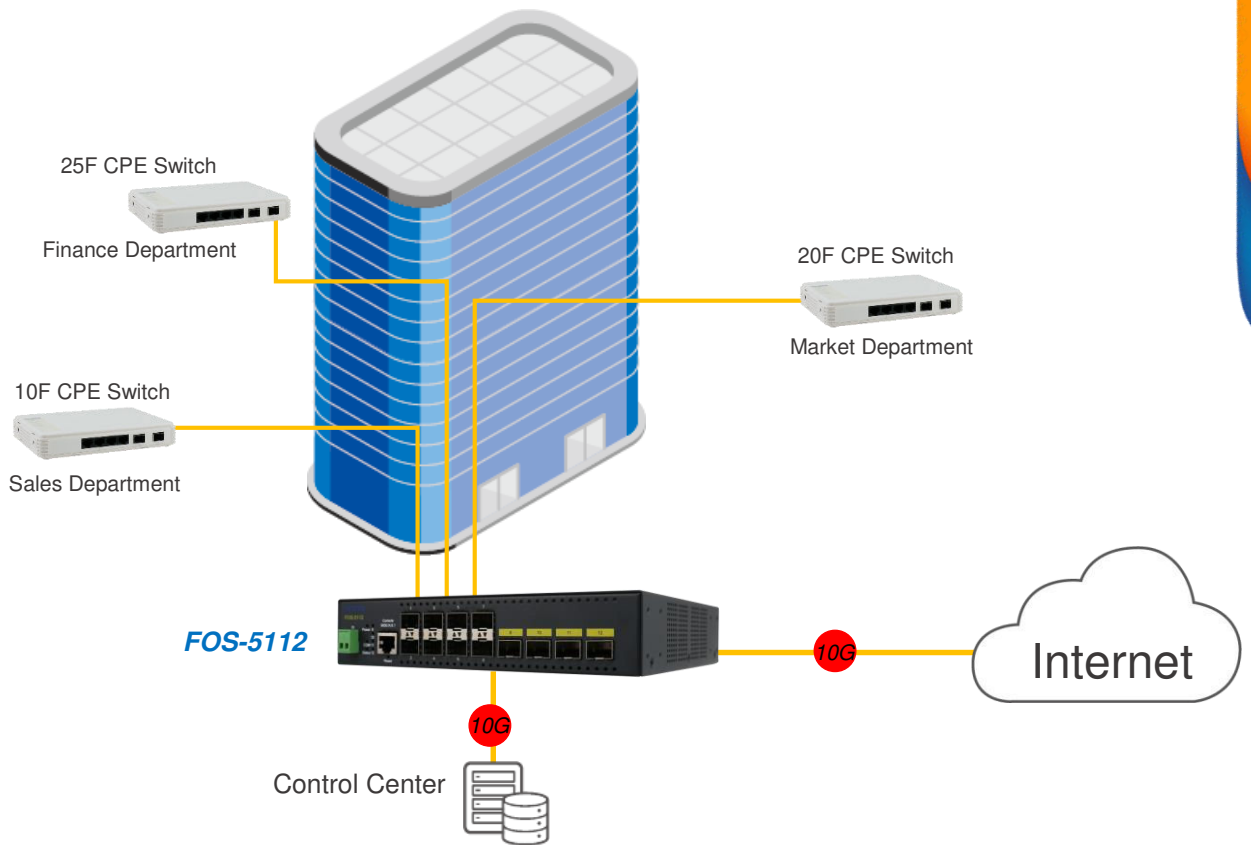 25F CPE Switch
Finance Department
20F CPE Switch
Market Department
10F CPE Switch
Sales Department
FOS-5112
10G
Internet
10G
Control Center